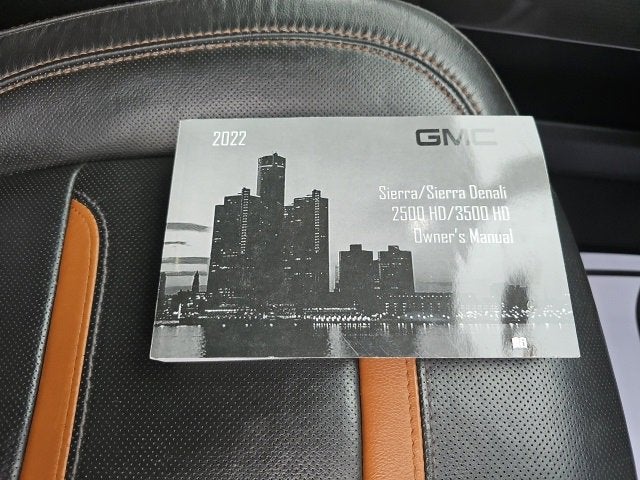 2022
GMC
Sierra/Sierra Denali
2500 HD/3500 HD
Owner's Manual